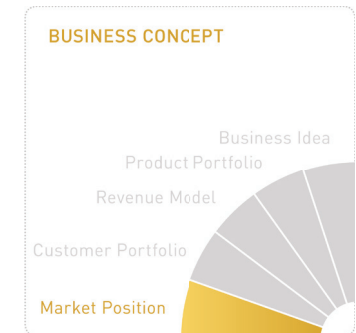 BUSINESS CONCEPT
Business Idea
Product Portfolio
Revenue Model
Customer Portfolio
Market Position